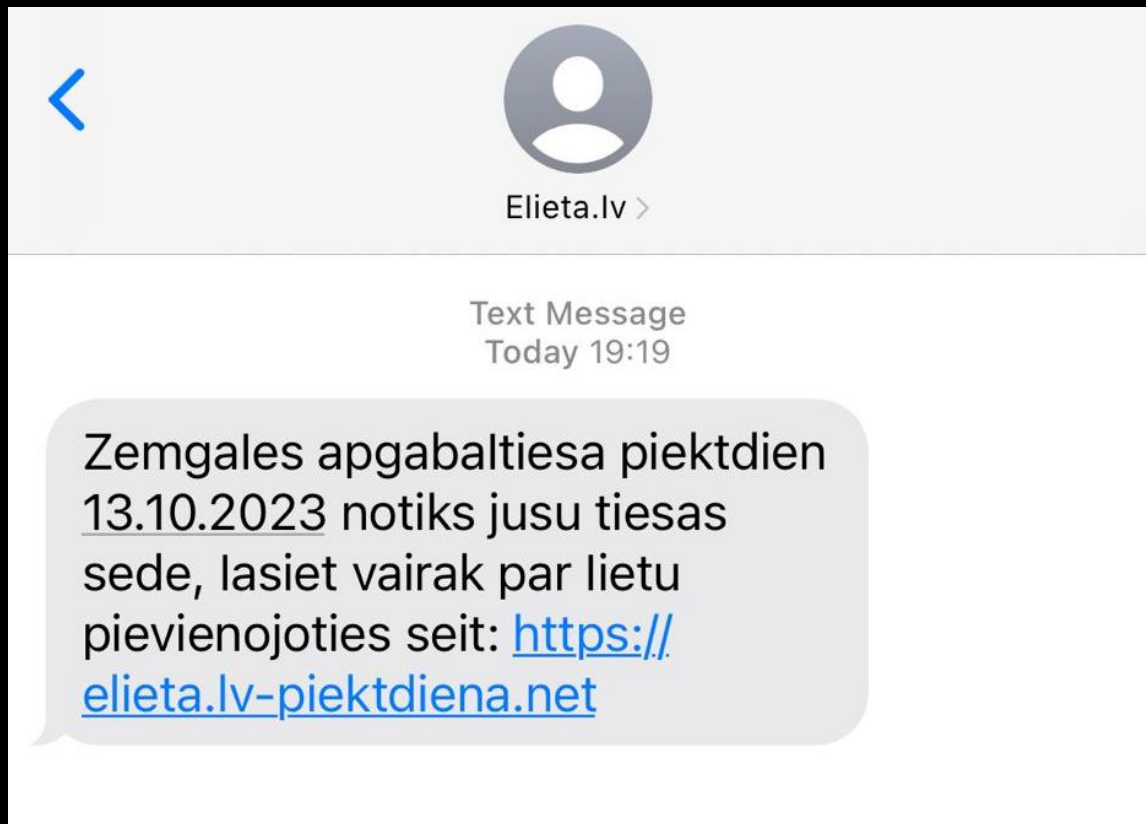 Elieta.lv
Text Message
Today 19:19
Zemgales apgabaltiesa piektdien
13.10.2023 notiks jusu tiesas
sede, lasiet vairak par lietu
pievienojoties seit: https://
elieta.lv-piektdiena.net